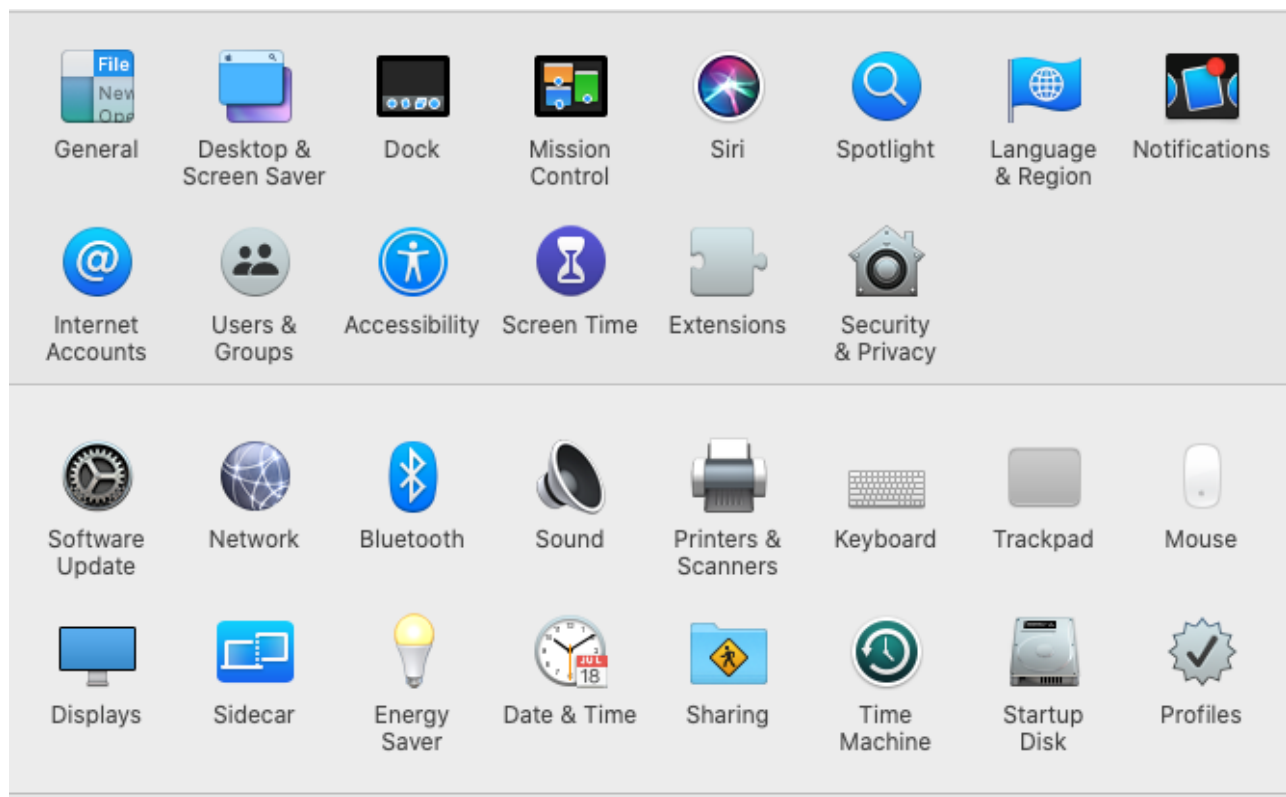 File
New
Ope
General
Desktop &
Screen Saver
Dock
Mission
Control
Siri
Spotlight
Language
& Region
Notifications
@
Internet
Accounts
Users &
Groups
Accessibility
Screen Time
Extensions
Security
& Privacy
Software
Update
Network
Bluetooth
Sound
Printers &
Scanners
Keyboard
Trackpad
Mouse
Displays
Sidecar
Energy
Saver
JUL
18
Date & Time
Sharing
Time
Machine
Startup
Disk
Profiles